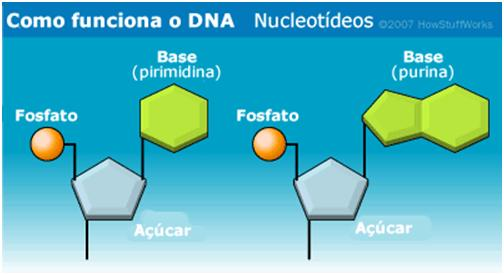 Como funciona o DNA Nucleotídeos ©2007 HowStuffWorks
Base
(pirimidina)
Fosfato
Açúcar
Base
(purina)
Fosfato
Açúcar